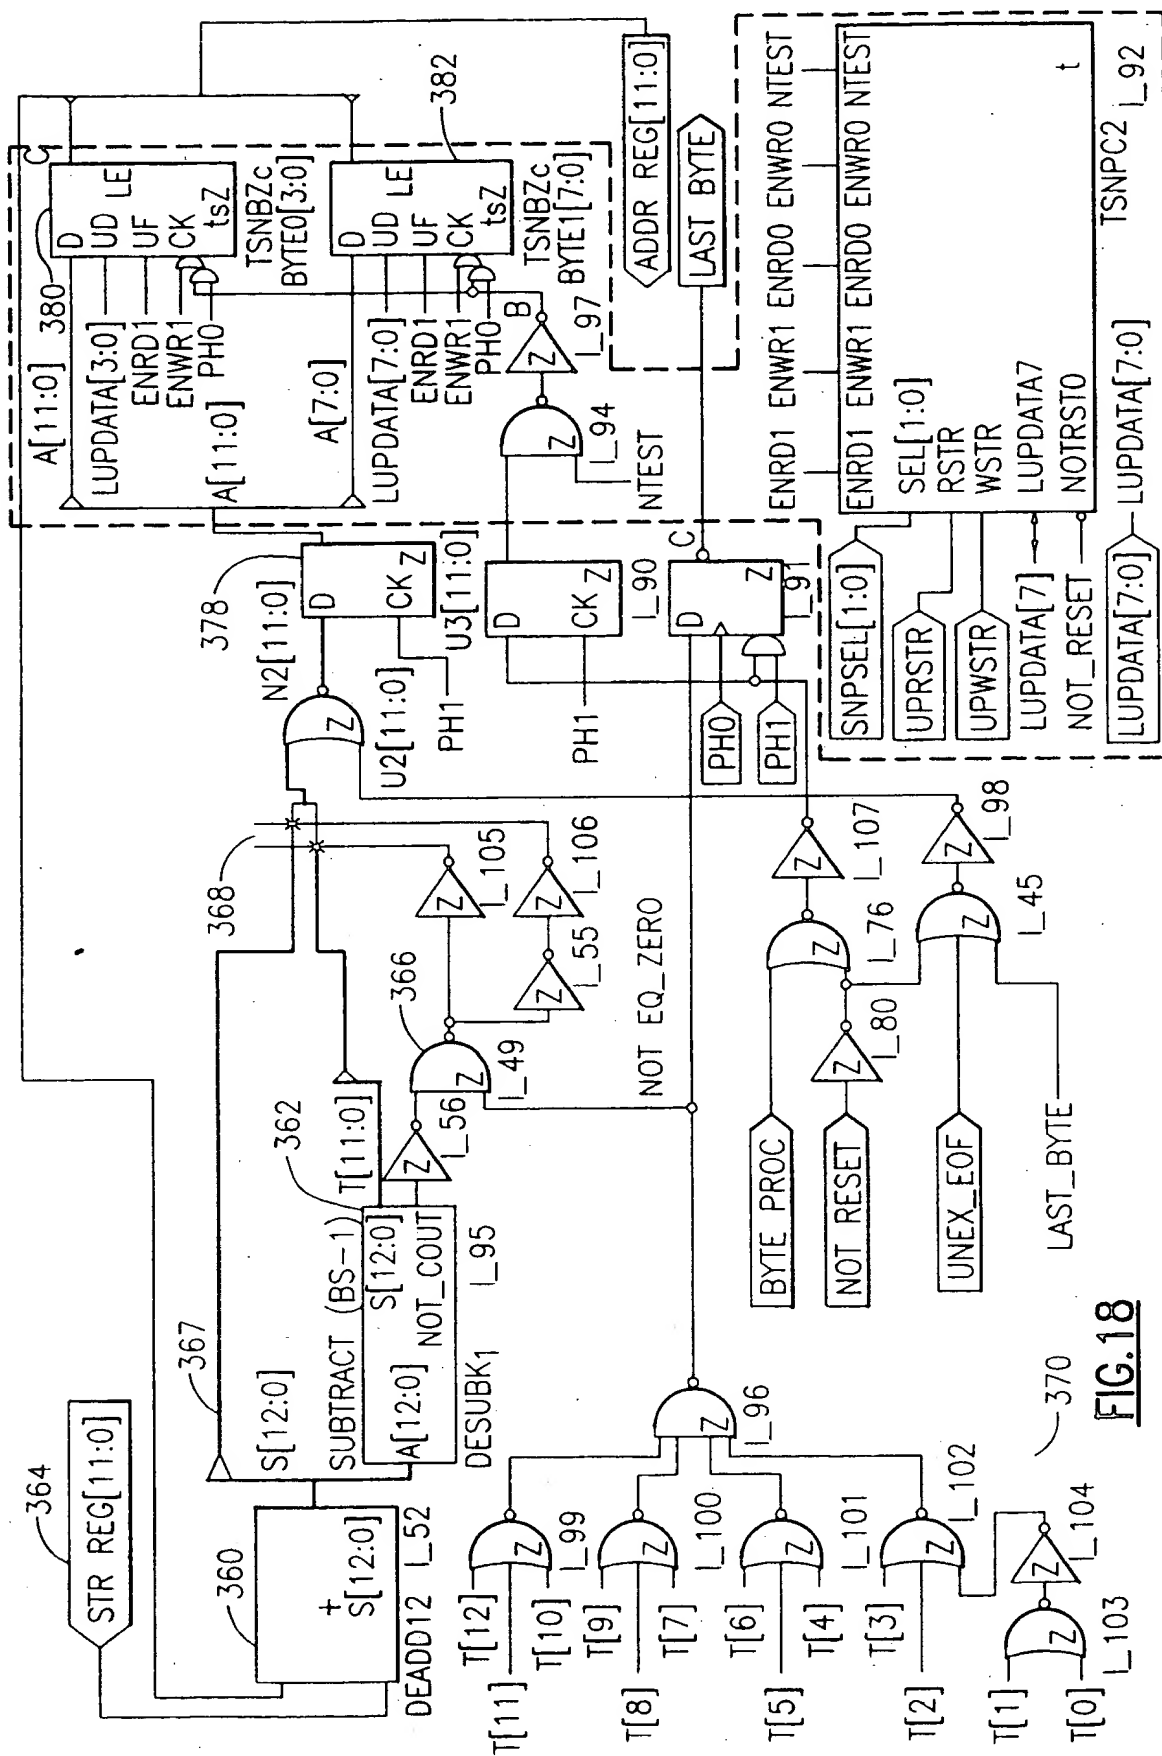 364
STR REG[11:0]
360
+
S[12:0]
DEADD12 I_52
367
S[12:0]
SUBTRACT (BS-1)
362
T[11:0]
A[12:0]
S[12:0]
NOT_COUT
DESUBK1
I_95
Z
I_56
366
Z
I_49
368
Z
I_105
Z
I_55
Z
I_106
N2[11:0]
Z
U2[11:0]
378
D
CK
Z
PH1
U3[11:0]
A[11:0]
380
D
UD
LE
UF
CK
tsZ
C
LUPDATA[3:0]
ENRD1
ENWR1
PH0
TSNBZc
BYTE0[3:0]
A[11:0]
A[7:0]
382
D
UD
LE
UF
CK
tsZ
LUPDATA[7:0]
ENRD1
ENWR1
PH0
TSNBZc
BYTE1[7:0]
B
Z
I_97
Z
I_94
NTEST
D
CK
Z
I_90
PH1
ADDR REG[11:0]
LAST BYTE
C
D
Z
I_91
PH0
PH1
NOT EQ_ZERO
T[12]
T[11]
T[10]
Z
I_99
T[9]
T[8]
T[7]
Z
I_100
T[6]
T[5]
T[4]
Z
I_101
T[3]
T[2]
Z
I_102
T[1]
T[0]
Z
I_103
Z
I_104
Z
I_96
BYTE PROC
NOT RESET
Z
I_80
Z
I_76
Z
I_107
UNEX_EOF
LAST_BYTE
Z
I_45
Z
I_98
ENRD1 ENWR1 ENRD0 ENWR0 NTEST
ENRD1 ENWR1 ENRD0 ENWR0 NTEST
SNPSEL[1:0]
SEL[1:0]
UPRSTR
RSTR
UPWSTR
WSTR
LUPDATA[7]
LUPDATA7
NOT_RESET
NOTRST0
t
TSNPC2
I_92
LUPDATA[7:0]
LUPDATA[7:0]
370
FIG.18